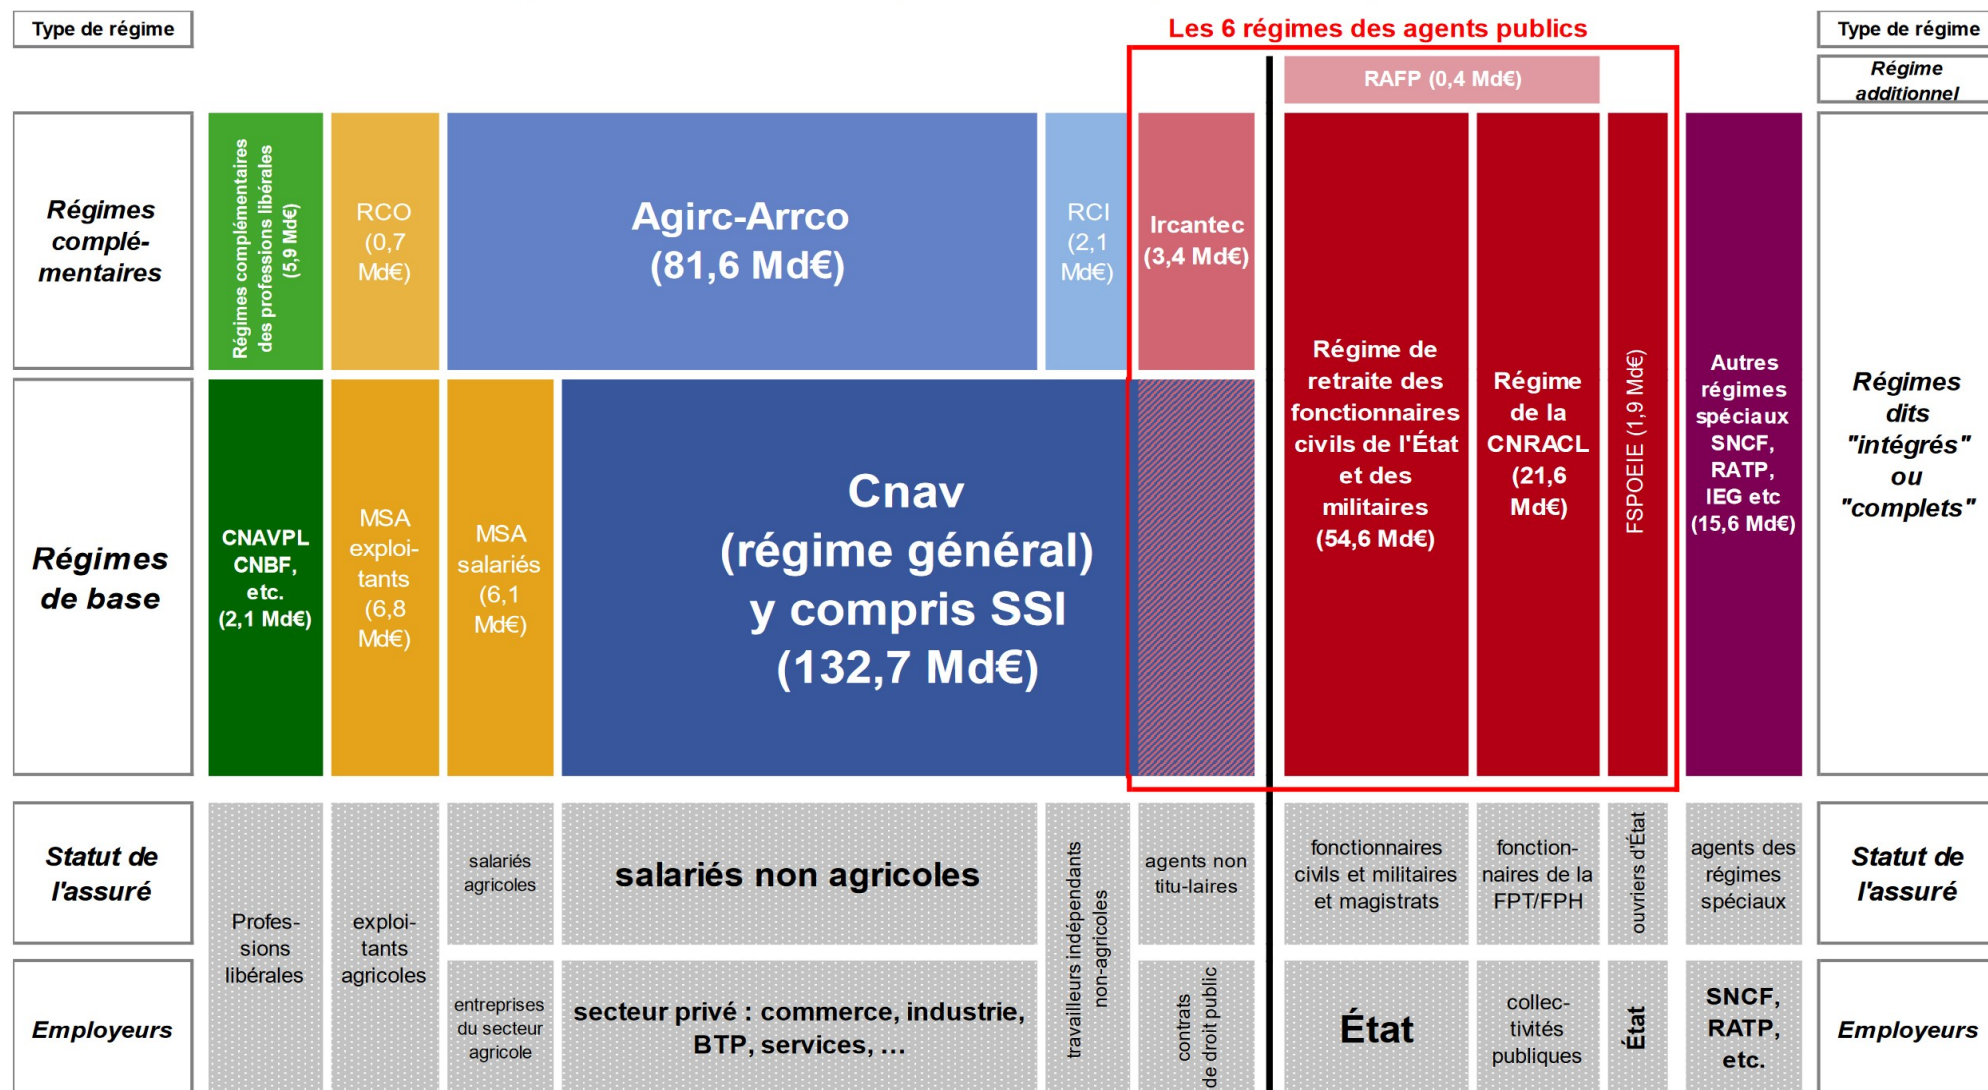 Type de régime
Les 6 régimes des agents publics
Type de régime
RAFP (0,4 Md€)
Régime
additionnel
Régimes
complé-
mentaires
Régimes complémentaires
des professions libérales
(5,9 Md€)
RCO
(0,7
Md€)
Agirc-Arrco
(81,6 Md€)
RCI
(2,1
Md€)
Ircantec
(3,4 Md€)
Régime de
retraite des
fonctionnaires
civils de l'État
et des
militaires
(54,6 Md€)
Régime
de la
CNRACL
(21,6
Md€)
FSPOEIE (1,9 Md€)
Autres
régimes
spéciaux
SNCF,
RATP,
IEG etc
(15,6 Md€)
Régimes
dits
"intégrés"
ou
"complets"
Régimes
de base
CNAVPL
CNBF,
etc.
(2,1 Md€)
MSA
exploi-
tants
(6,8
Md€)
MSA
salariés
(6,1
Md€)
Cnav
(régime général)
y compris SSI
(132,7 Md€)
Statut de
l'assuré
Profes-
sions
libérales
exploi-
tants
agricoles
salariés
agricoles
salariés non agricoles
travailleurs indépendants
non-agricoles
agents non
titu-laires
fonctionnaires
civils et militaires
et magistrats
fonction-
naires de la
FPT/FPH
ouvriers d'État
agents des
régimes
spéciaux
Statut de
l'assuré
Employeurs
entreprises
du secteur
agricole
secteur privé : commerce, industrie,
BTP, services, …
contrats
de droit public
État
collec-
tivités
publiques
État
SNCF,
RATP,
etc.
Employeurs